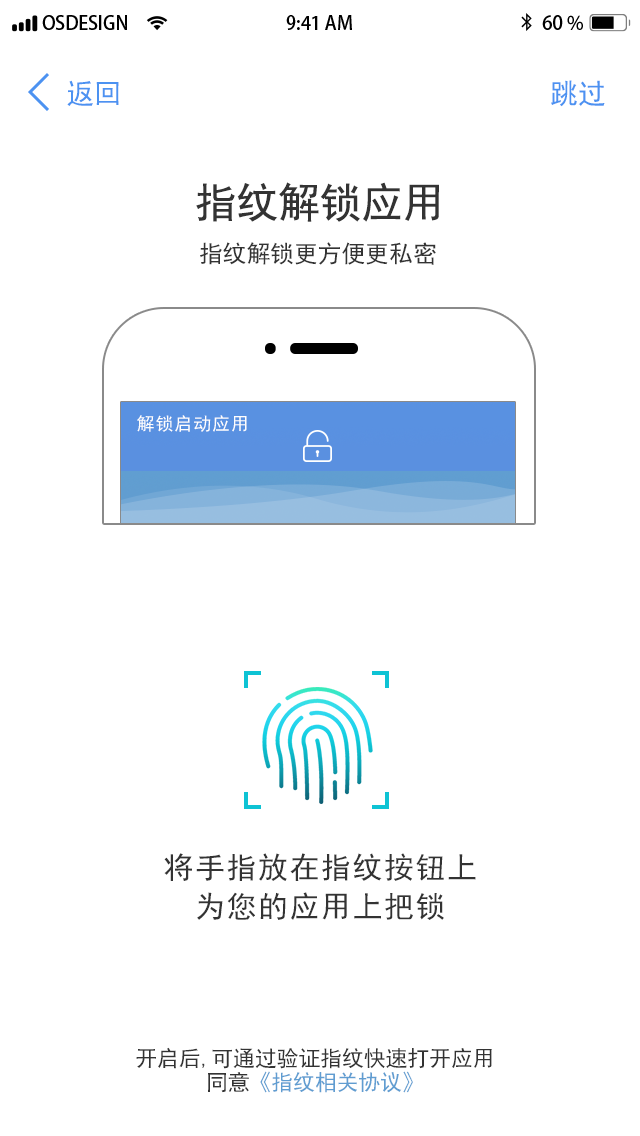 OSDESIGN 9:41 AM 60 %
返回 跳过
指纹解锁应用
指纹解锁更方便更私密
解锁启动应用
将手指放在指纹按钮上
为您的应用上把锁
开启后, 可通过验证指纹快速打开应用
同意《指纹相关协议》